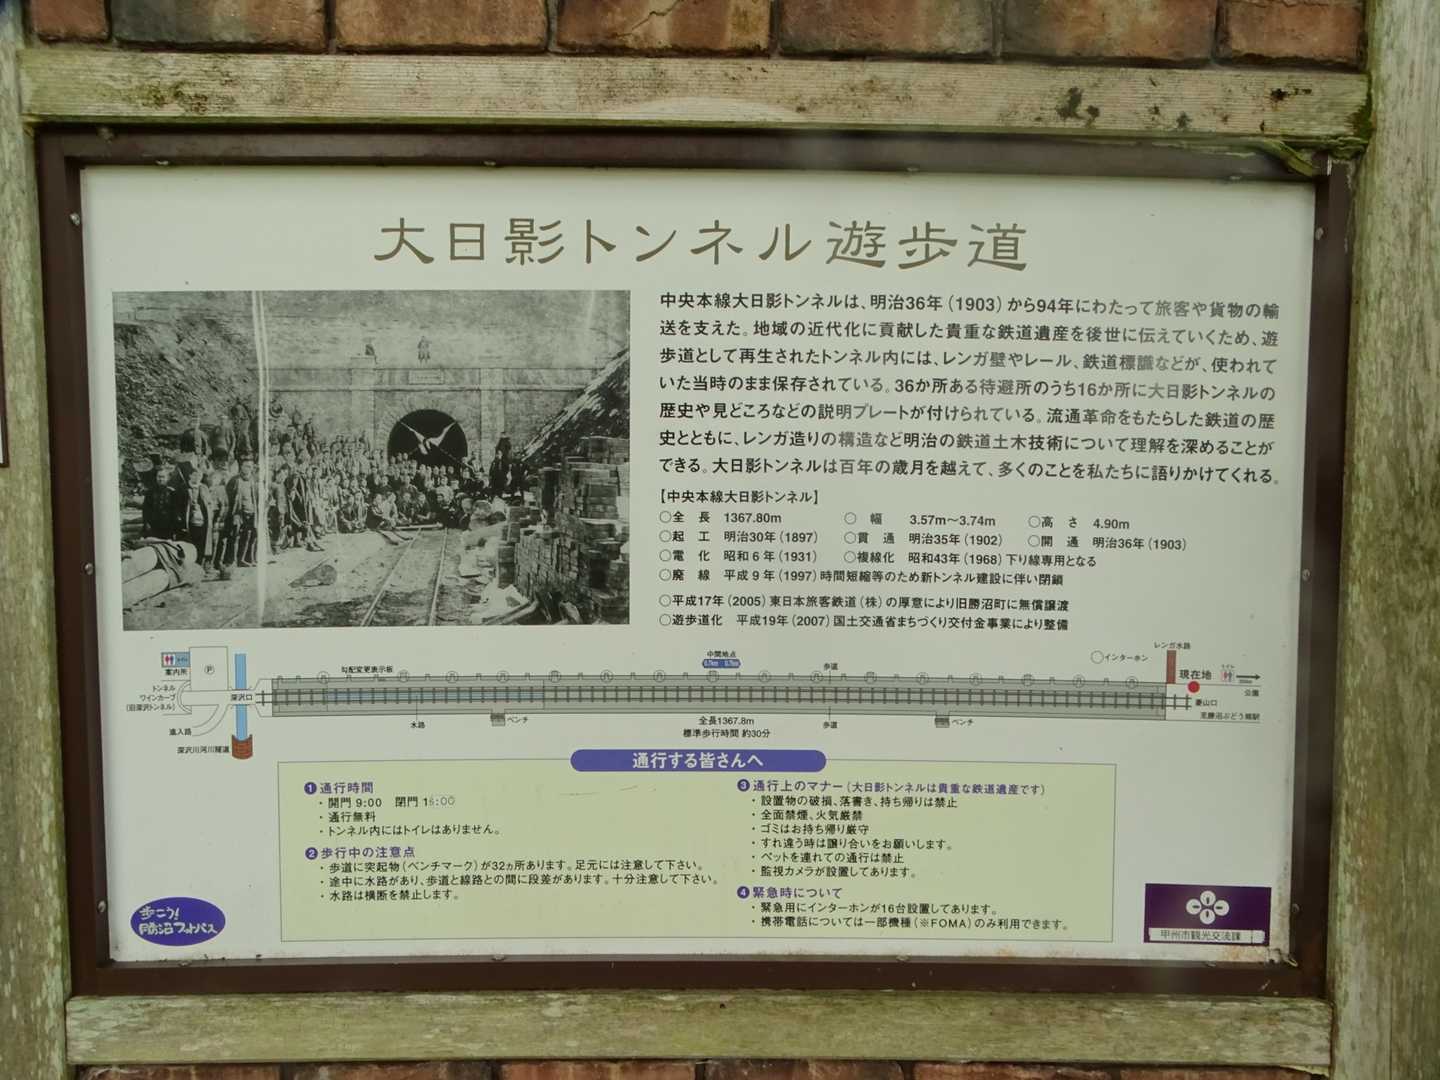 大日影トンネル遊歩道
中央本線大日影トンネルは、明治36年(1903)から94年にわたって旅客や貨物の輸
送を支えた。地域の近代化に貢献した貴重な鉄道遺産を後世に伝えていくため、遊
歩道として再生されたトンネル内には、レンガ壁やレール、鉄道標識などが、使われて
いた当時のまま保存されている。36か所ある待避所のうち16か所に大日影トンネルの
歴史や見どころなどの説明プレートが付けられている。流通革命をもたらした鉄道の歴
史とともに、レンガ造りの構造など明治の鉄道土木技術について理解を深めることが
できる。大日影トンネルは百年の歳月を越えて、多くのことを私たちに語りかけてくれる。
【中央本線大日影トンネル】
○全 長 1367.80m ○ 幅 3.57m〜3.74m ○高 さ 4.90m
○起 工 明治30年(1897) ○貫 通 明治35年(1902) ○開 通 明治36年(1903)
○電 化 昭和6年(1931) ○複線化 昭和43年(1968)下り線専用となる
○廃 線 平成9年(1997)時間短縮等のため新トンネル建設に伴い閉鎖
○平成17年(2005)東日本旅客鉄道(株)の厚意により旧勝沼町に無償譲渡
○遊歩道化 平成19年(2007)国土交通省まちづくり交付金事業により整備
トイレ
案内所
P
トンネル
ワインカーブ
(旧深沢トンネル)
進入路
深沢口
深沢川河川隧道
勾配変更表示板
中間地点
0.7km 0.7km
歩道
インターホン
レンガ水路
現在地
トイレ
公園
菱山口
至勝沼ぶどう郷駅
水路
ベンチ
全長1367.8m
標準歩行時間 約30分
歩道
ベンチ
通行する皆さんへ
1 通行時間
・開門 9:00 閉門 16:00
・通行無料
・トンネル内にはトイレはありません。
2 歩行中の注意点
・歩道に突起物(ベンチマーク)が32ヵ所あります。足元には注意して下さい。
・途中に水路があり、歩道と線路との間に段差があります。十分注意して下さい。
・水路は横断を禁止します。
3 通行上のマナー(大日影トンネルは貴重な鉄道遺産です)
・設置物の破損、落書き、持ち帰りは禁止
・全面禁煙、火気厳禁
・ゴミはお持ち帰り厳守
・すれ違う時は譲り合いをお願いします。
・ペットを連れての通行は禁止
・監視カメラが設置してあります。
4 緊急時について
・緊急用にインターホンが16台設置してあります。
・携帯電話については一部機種(※FOMA)のみ利用できます。
歩こう!
勝沼フットパス
甲州市観光交流課